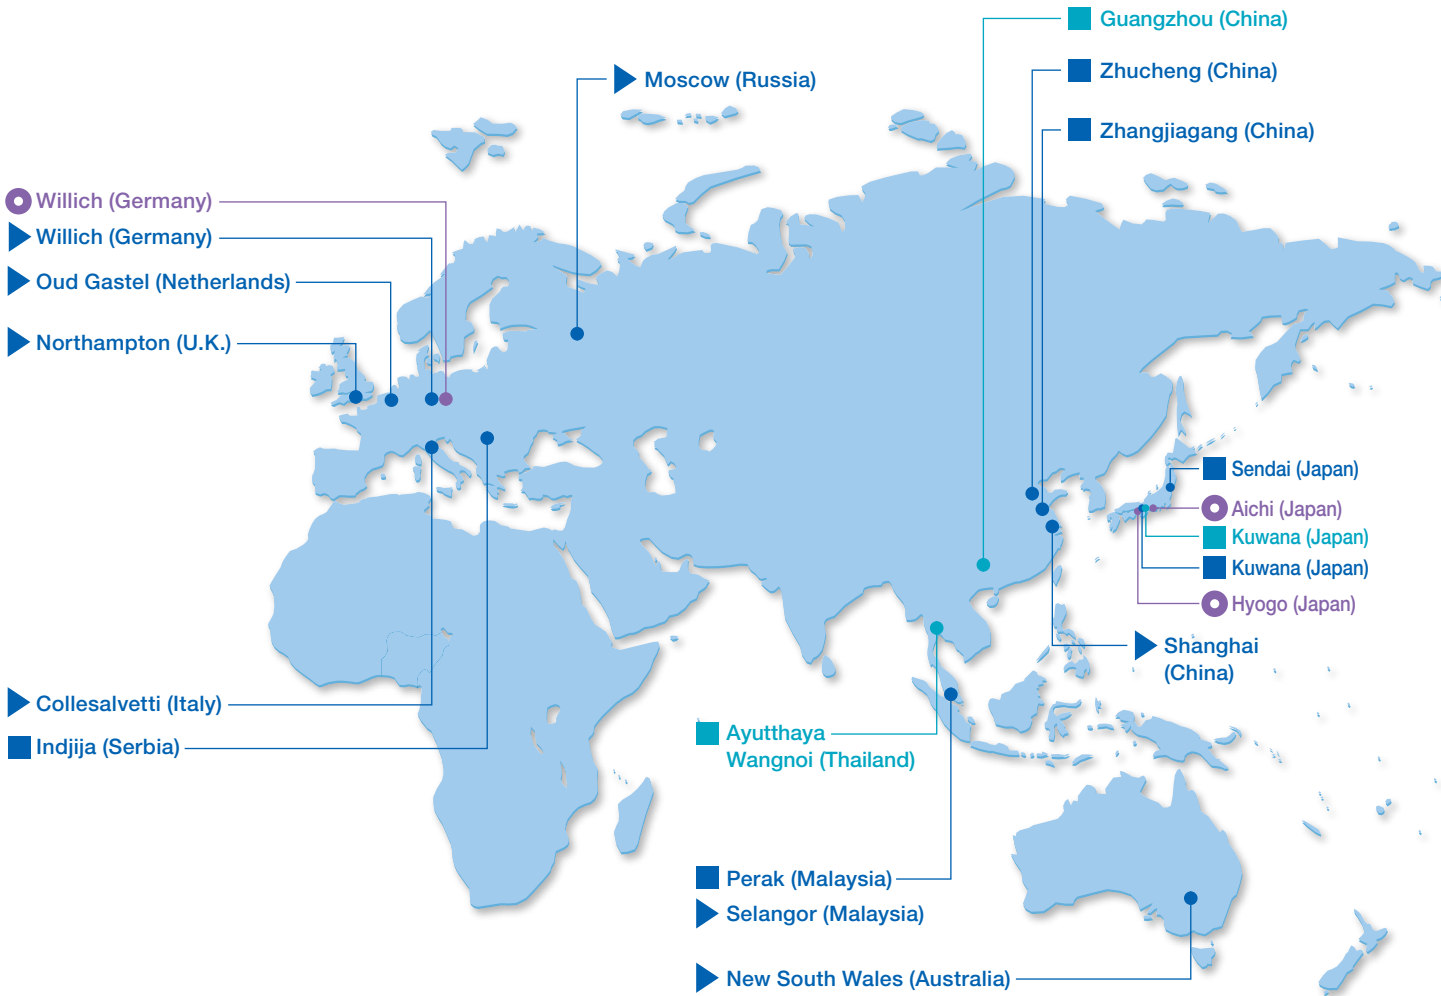 Guangzhou (China)
Zhucheng (China)
Moscow (Russia)
Zhangjiagang (China)
Willich (Germany)
Willich (Germany)
Oud Gastel (Netherlands)
Northampton (U.K.)
Sendai (Japan)
Aichi (Japan)
Kuwana (Japan)
Kuwana (Japan)
Hyogo (Japan)
Shanghai
(China)
Collesalvetti (Italy)
Indjija (Serbia)
Ayutthaya
Wangnoi (Thailand)
Perak (Malaysia)
Selangor (Malaysia)
New South Wales (Australia)